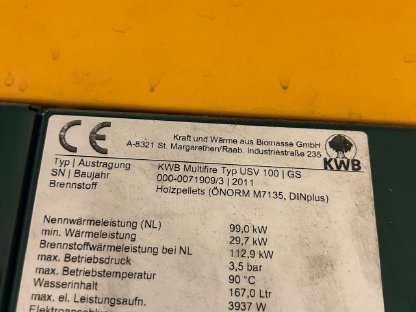 CE
Kraft und Wärme aus Biomasse GmbH
A-8321 St. Margarethen/Raab, Industriestraße 235
KWB
Typ | Austragung KWB Multifire Typ USV 100 | GS
SN | Baujahr 000-0071909/3 | 2011
Brennstoff Holzpellets (ÖNORM M7135, DINplus)
Nennwärmeleistung (NL) 99,0 kW
min. Wärmeleistung 29,7 kW
Brennstoffwärmeleistung bei NL 112,9 kW
max. Betriebsdruck 3,5 bar
max. Betriebstemperatur 90 °C
Wasserinhalt 167,0 Ltr
max. el. Leistungsaufn. 3937 W